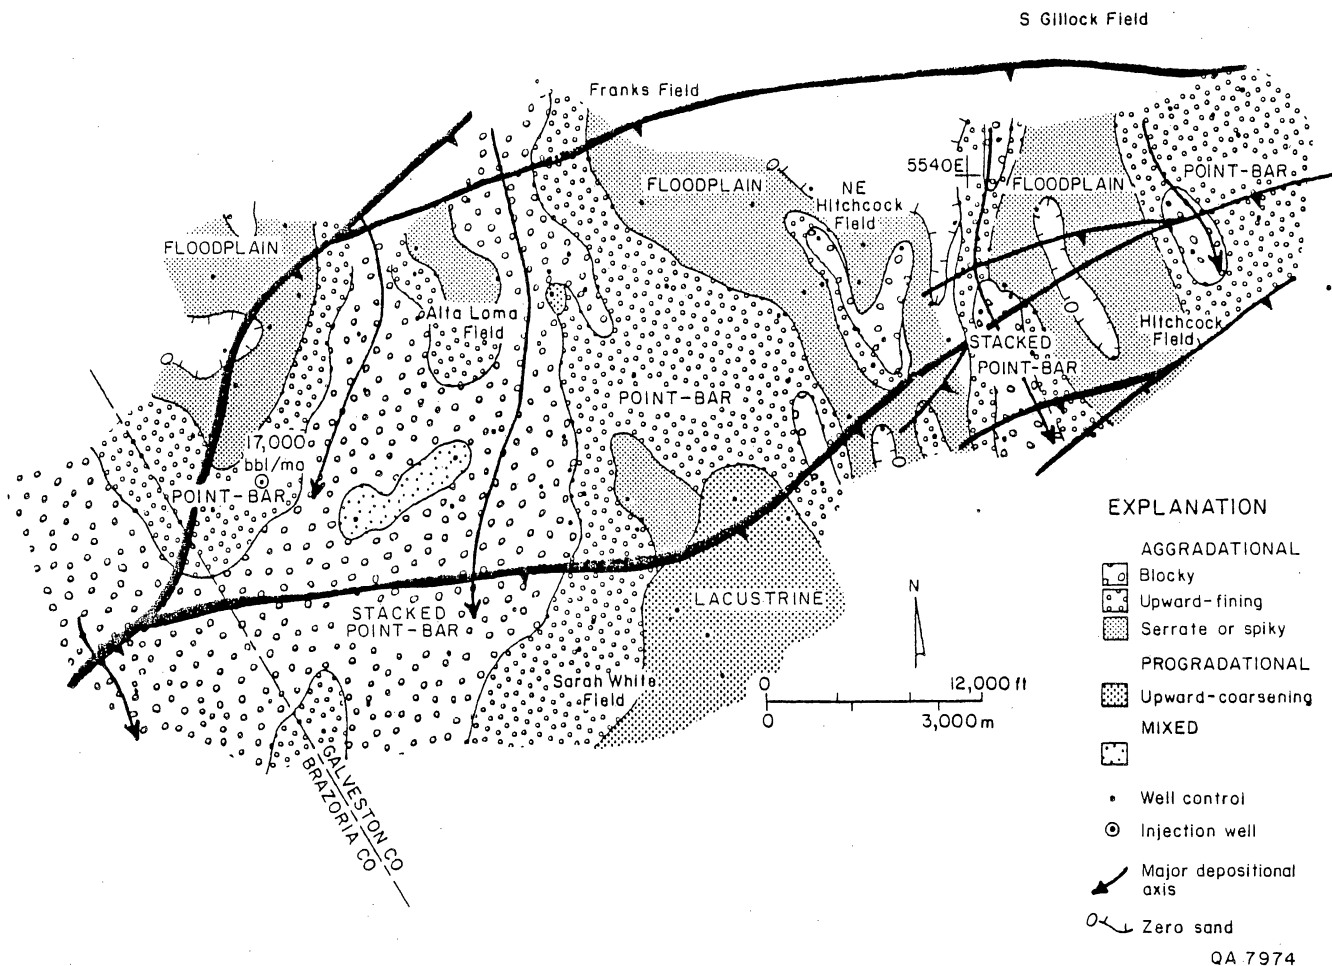 S Gillock Field
Franks Field
5540E
POINT-BAR
FLOODPLAIN
NE
Hitchcock
Field
FLOODPLAIN
FLOODPLAIN
Alta Loma
Field
O
O
O
O
Hitchcock
Field
STACKED
POINT-BAR
POINT-BAR
17,000
bbl/mo
POINT-BAR
O
EXPLANATION
AGGRADATIONAL
Blocky
Upward-fining
Serrate or spiky
PROGRADATIONAL
Upward-coarsening
MIXED
Well control
Injection well
Major depositional
axis
O Zero sand
N
LACUSTRINE
STACKED
POINT-BAR
Sarah White
Field
0 12,000 ft
0 3,000 m
GALVESTON CO
BRAZORIA CO
QA 7974